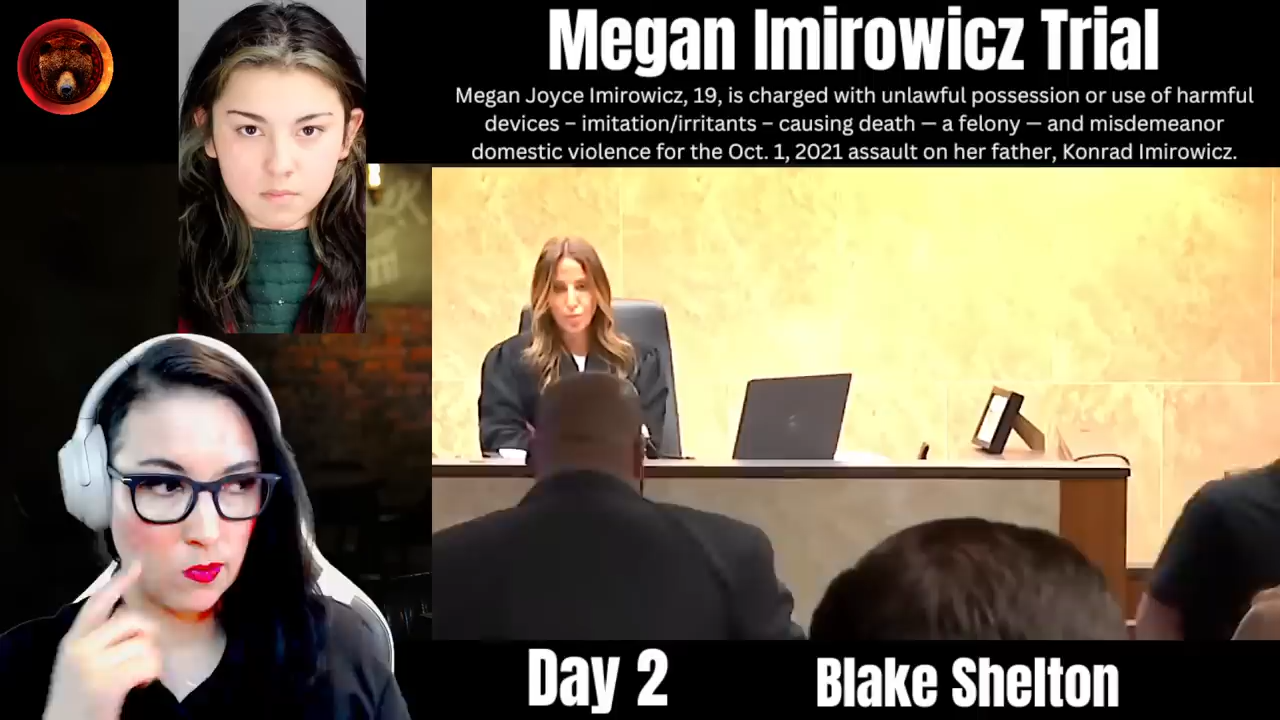 Megan Imirowicz Trial
Megan Joyce Imirowicz, 19, is charged with unlawful possession or use of harmful
devices – imitation/irritants – causing death — a felony — and misdemeanor
domestic violence for the Oct. 1, 2021 assault on her father, Konrad Imirowicz.
Day 2
Blake Shelton